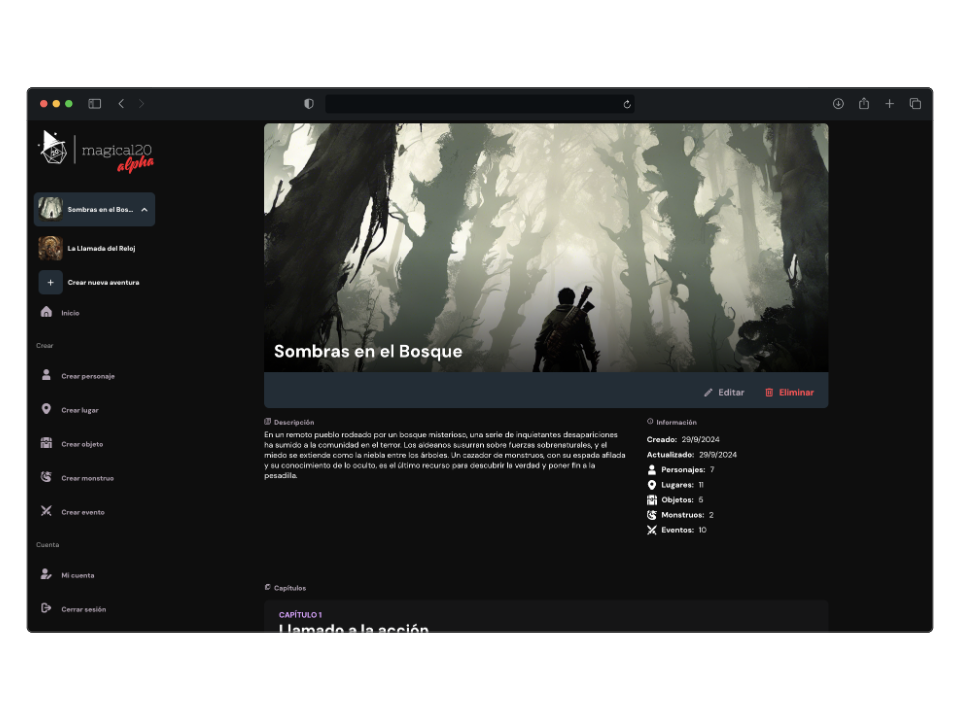 magical20
alpha
Sombras en el Bos...
La Llamada del Reloj
Crear nueva aventura
Inicio
Crear
Crear personaje
Crear lugar
Crear objeto
Crear monstruo
Crear evento
Cuenta
Mi cuenta
Cerrar sesión
Sombras en el Bosque
Editar
Eliminar
Descripción
En un remoto pueblo rodeado por un bosque misterioso, una serie de inquietantes desapariciones
ha sumido a la comunidad en el terror. Los aldeanos susurran sobre fuerzas sobrenaturales, y el
miedo se extiende como la niebla entre los árboles. Un cazador de monstruos, con su espada afilada
y su conocimiento de lo oculto, es el último recurso para descubrir la verdad y poner fin a la
pesadilla.
Información
Creado: 29/9/2024
Actualizado: 29/9/2024
Personajes: 7
Lugares: 11
Objetos: 5
Monstruos: 2
Eventos: 10
Capítulos
CAPÍTULO 1
Llamado a la acción